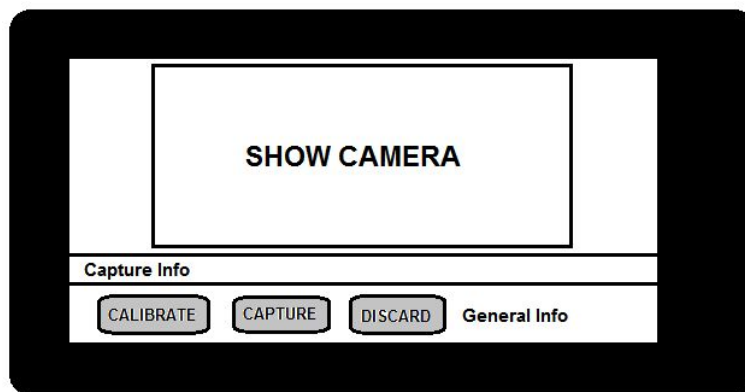 SHOW CAMERA
Capture Info
CALIBRATE CAPTURE DISCARD General Info